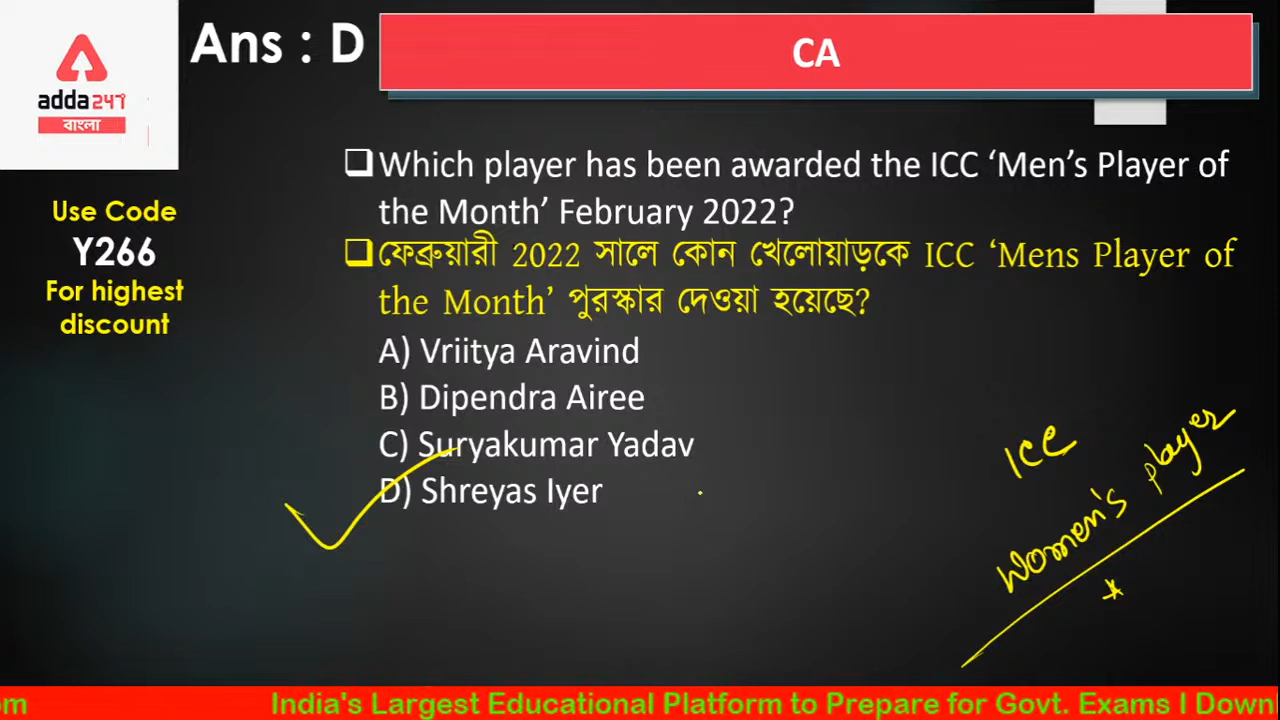 Ans : D
CA
adda247
বাংলা
Use Code
Y266
For highest
discount
Which player has been awarded the ICC ‘Men’s Player of
the Month’ February 2022?
ফেব্রুয়ারী 2022 সালে কোন খেলোয়াড়কে ICC ‘Mens Player of
the Month’ পুরস্কার দেওয়া হয়েছে?
A) Vriitya Aravind
B) Dipendra Airee
C) Suryakumar Yadav
D) Shreyas Iyer
ICC
Women's player
om
India's Largest Educational Platform to Prepare for Govt. Exams I Down